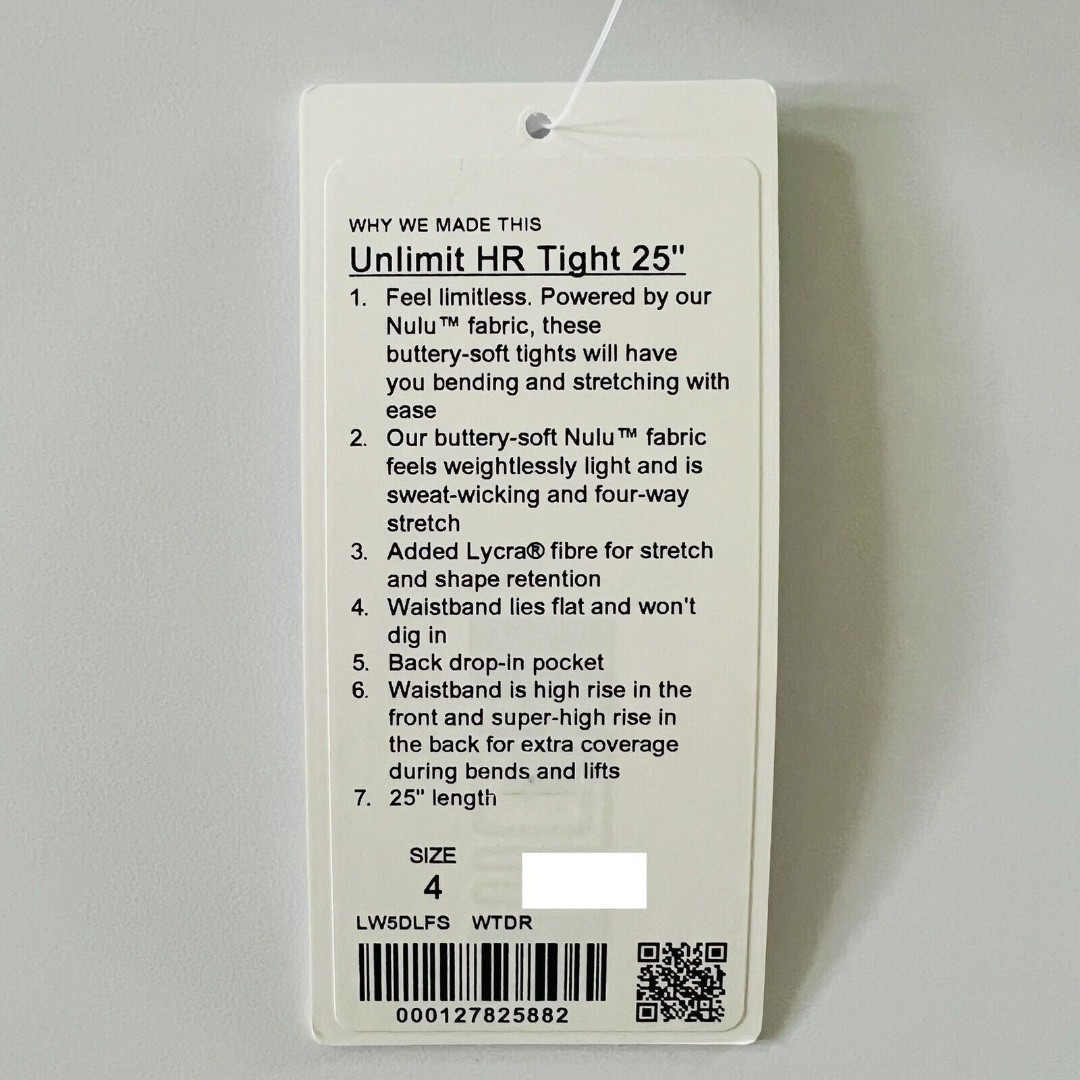 WHY WE MADE THIS
Unlimit HR Tight 25"
1. Feel limitless. Powered by our
Nulu™ fabric, these
buttery-soft tights will have
you bending and stretching with
ease
2. Our buttery-soft Nulu™ fabric
feels weightlessly light and is
sweat-wicking and four-way
stretch
3. Added Lycra® fibre for stretch
and shape retention
4. Waistband lies flat and won't
dig in
5. Back drop-in pocket
6. Waistband is high rise in the
front and super-high rise in
the back for extra coverage
during bends and lifts
7. 25" length
SIZE
4
LW5DLFS WTDR
000127825882